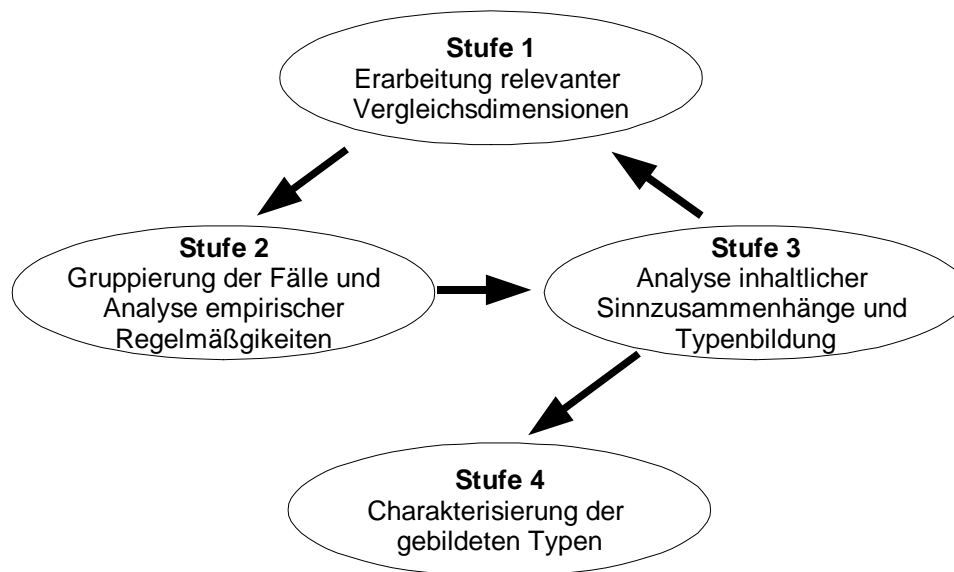 Stufe 1
Erarbeitung relevanter
Vergleichsdimensionen
Stufe 2
Gruppierung der Fälle und
Analyse empirischer
Regelmäßgikeiten
Stufe 3
Analyse inhaltlicher
Sinnzusammenhänge und
Typenbildung
Stufe 4
Charakterisierung der
gebildeten Typen